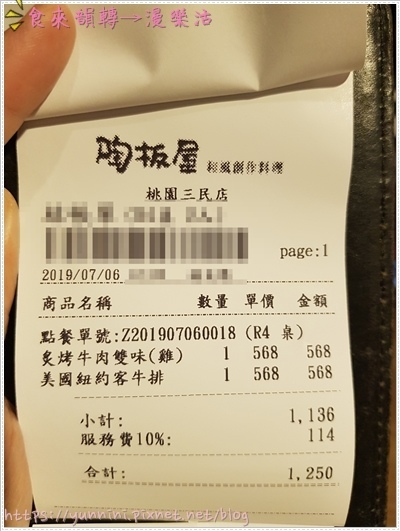 食來韻轉→漫樂活
陶板屋 和風創作料理
桃園三民店
page:1
2019/07/06
商品名稱 數量 單價 金額
點餐單號:Z201907060018 (R4 桌)
炙烤牛肉雙味(雞) 1 568 568
美國紐約客牛排 1 568 568
小計: 1,136
服務費10%: 114
合計: 1,250
https://yunnini.pixnet.net/blog